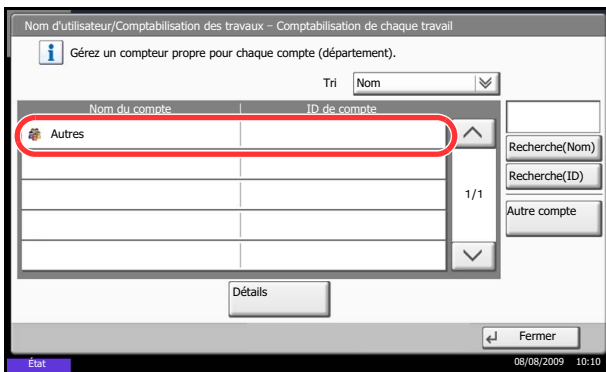 Nom d'utilisateur/Comptabilisation des travaux – Comptabilisation de chaque travail
Gérez un compteur propre pour chaque compte (département).
Tri Nom
Nom du compte ID de compte
Autres
Recherche(Nom)
Recherche(ID)
1/1
Autre compte
Détails
Fermer
État 08/08/2009 10:10